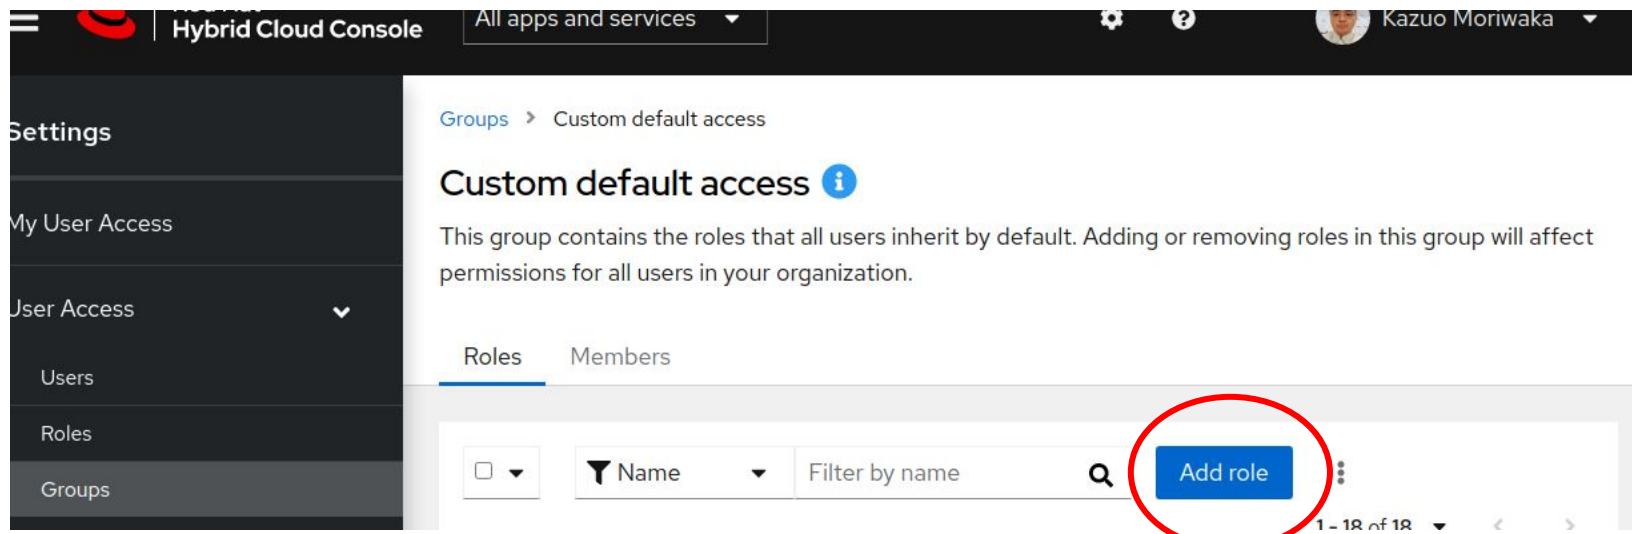 Hybrid Cloud Console
All apps and services
Kazuo Moriwaka
Settings
My User Access
User Access
Users
Roles
Groups
Groups > Custom default access
Custom default access
This group contains the roles that all users inherit by default. Adding or removing roles in this group will affect
permissions for all users in your organization.
Roles Members
Name
Filter by name
Add role
1 - 18 of 18